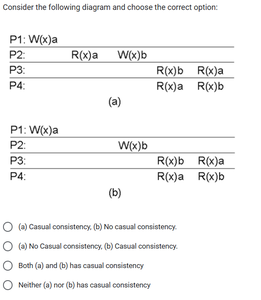 Consider the following diagram and choose the correct option:
P1: W(x)a
P2: R(x)a W(x)b
P3: R(x)b R(x)a
P4: R(x)a R(x)b
(a)
P1: W(x)a
P2: W(x)b
P3: R(x)b R(x)a
P4: R(x)a R(x)b
(b)
(a) Casual consistency, (b) No casual consistency.
(a) No Casual consistency, (b) Casual consistency.
Both (a) and (b) has casual consistency
Neither (a) nor (b) has casual consistency